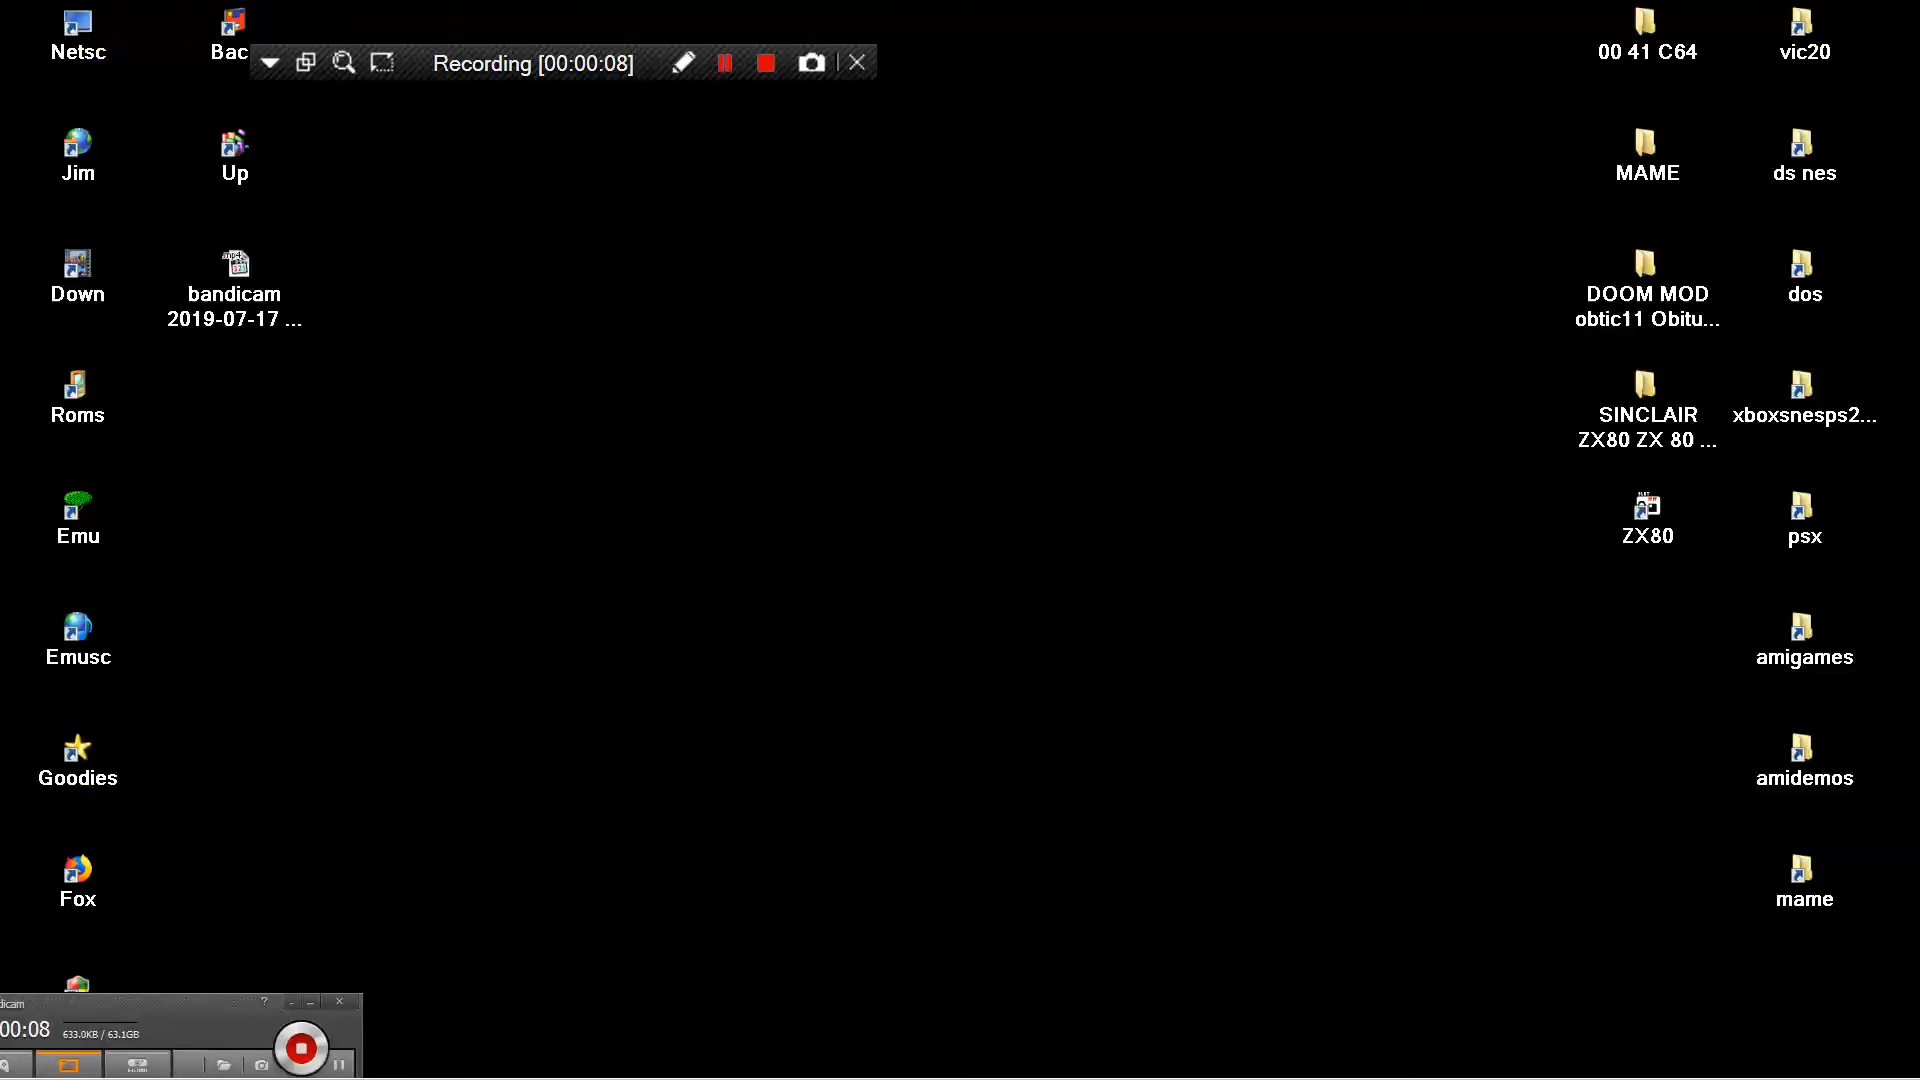 Netsc
Bac
Recording [00:00:08]
00 41 C64
vic20
Jim
Up
MAME
ds nes
Down
bandicam
2019-07-17 ...
DOOM MOD
obtic11 Obitu...
dos
Roms
SINCLAIR
ZX80 ZX 80 ...
xboxsnesps2...
Emu
ZX80
psx
Emusc
amigames
Goodies
amidemos
Fox
mame
dicam
?
00:08
633.0KB / 63.1GB